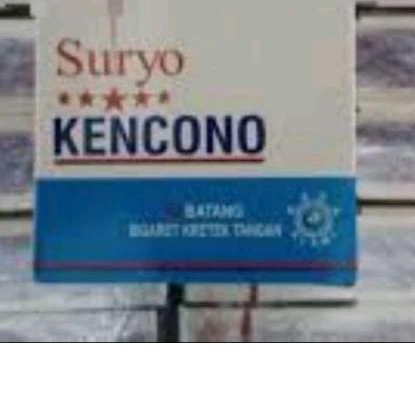 Suryo
KENCONO
BATANG
SIGARET KRETEK TANGAN